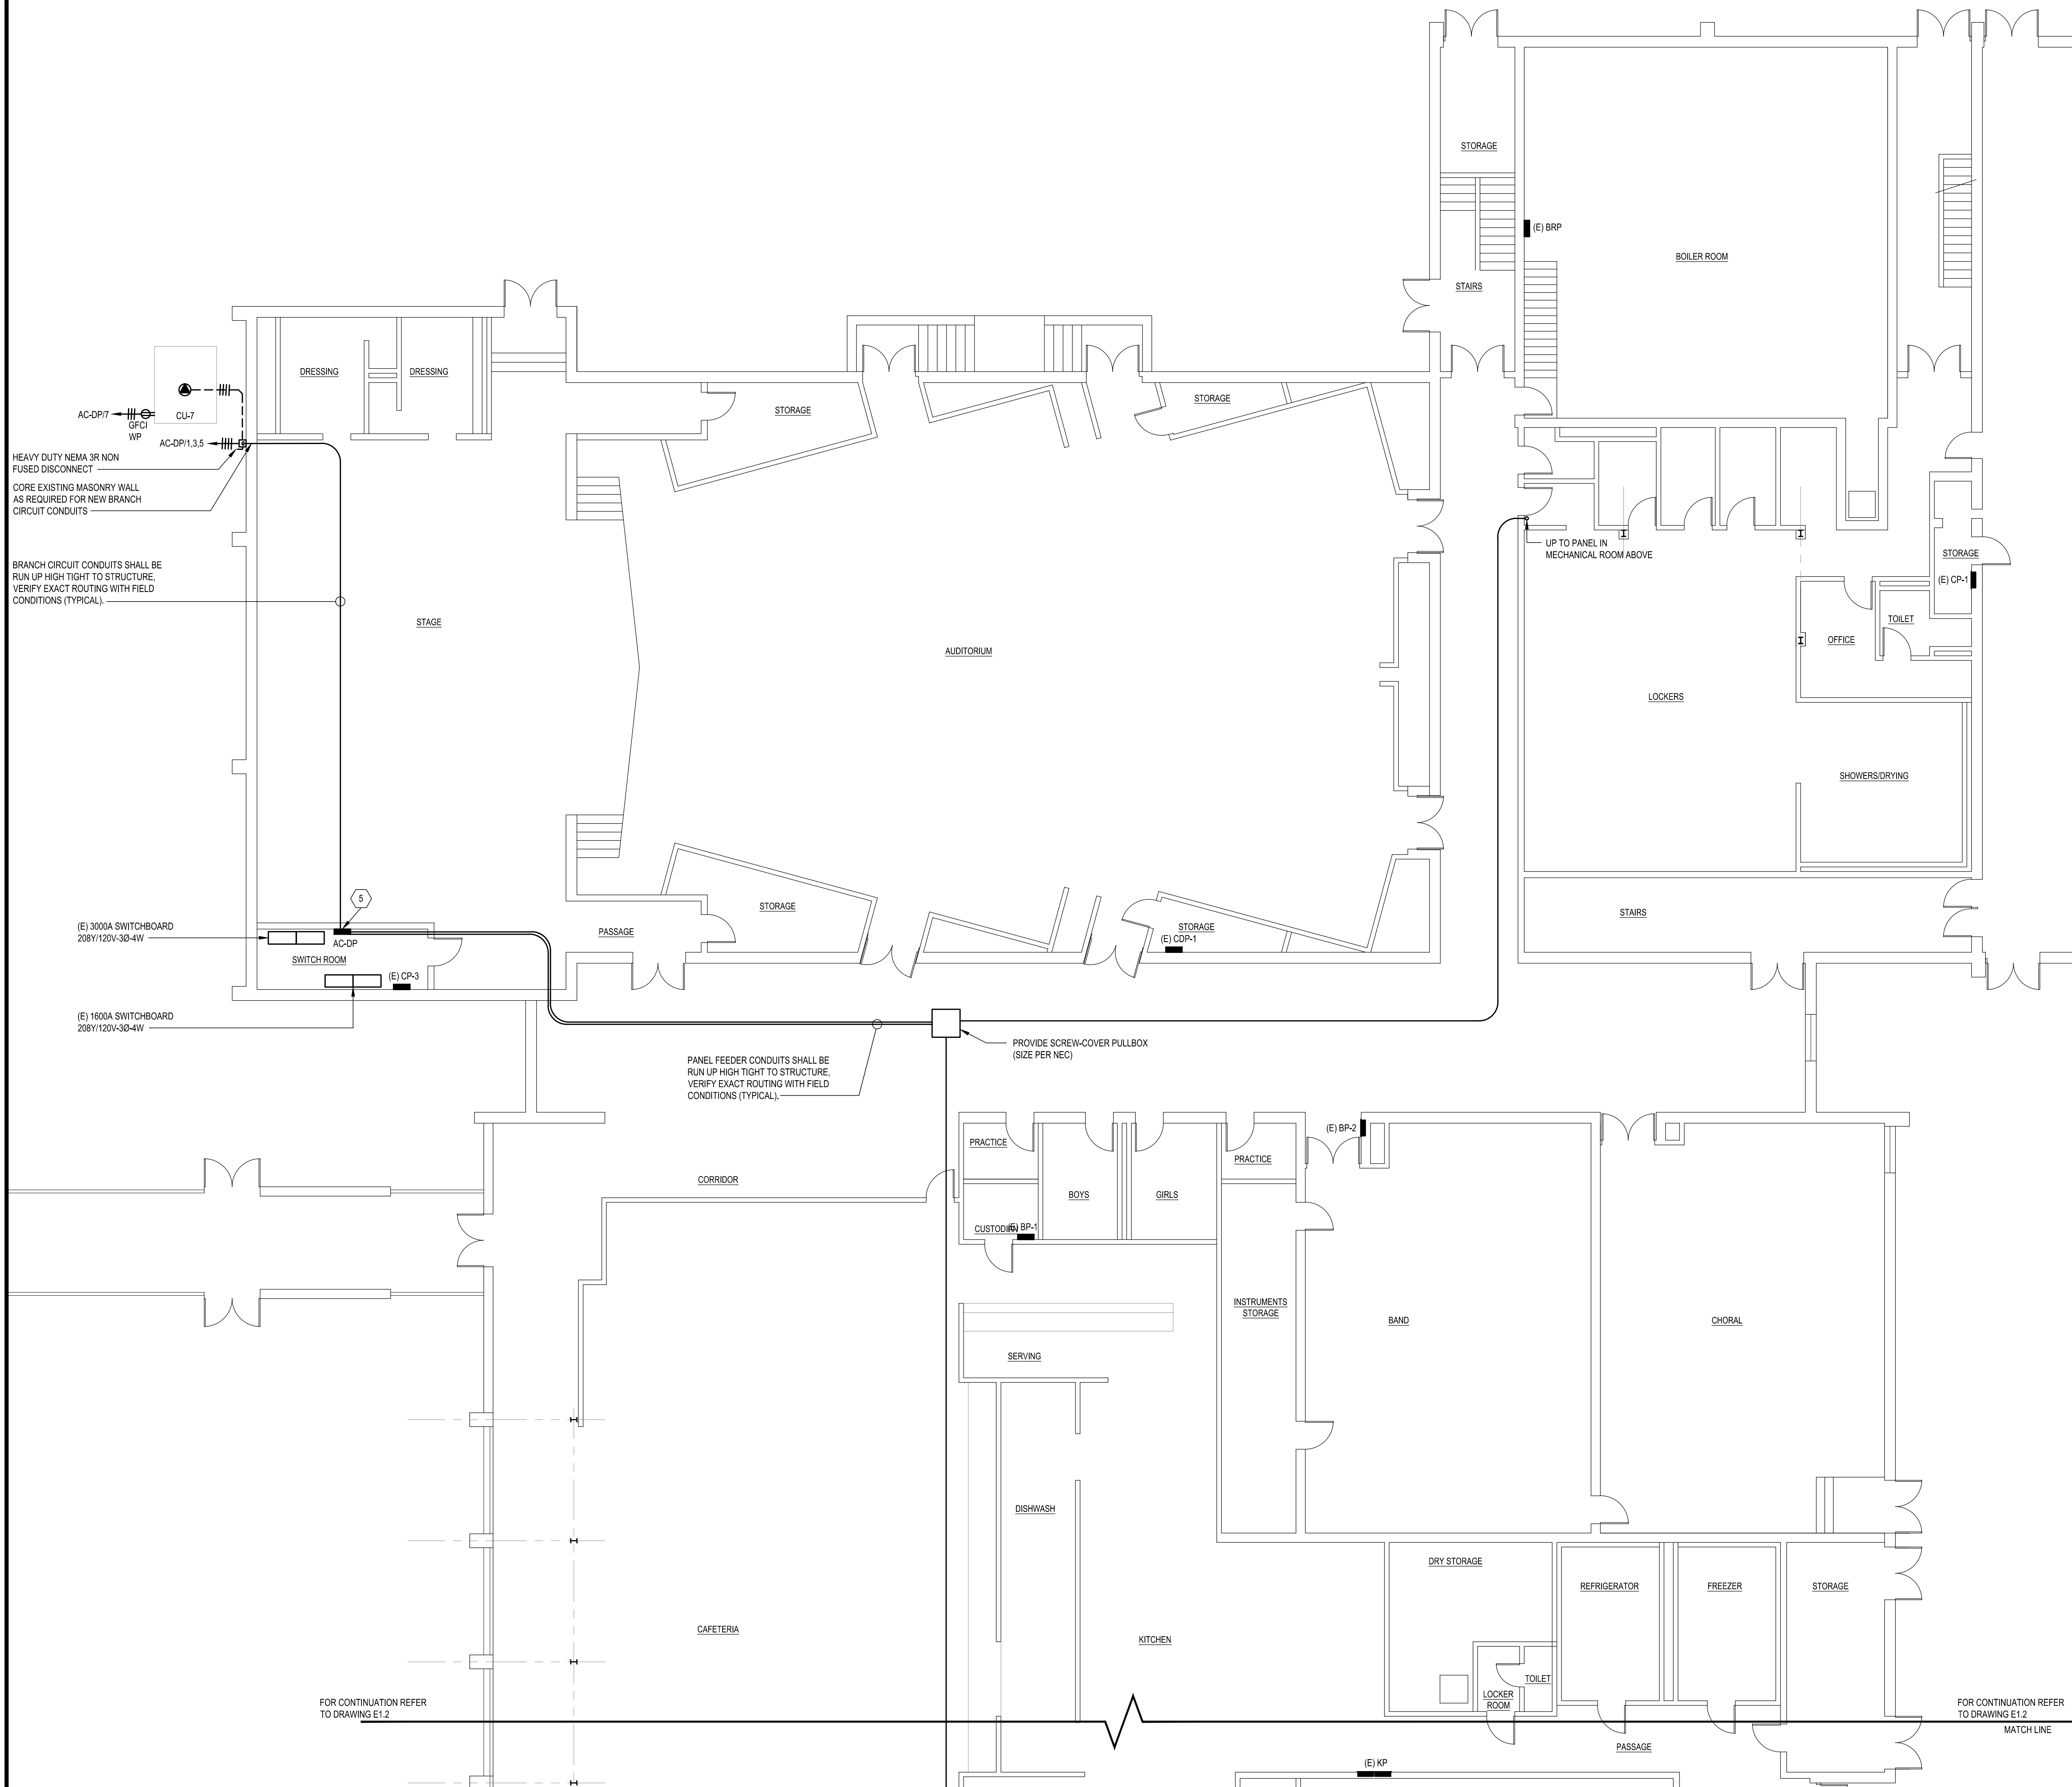 STORAGE
(E) BRP
BOILER ROOM
STAIRS
DRESSING
DRESSING
STORAGE
STORAGE
AC-DP/7
GFCI
WP
CU-7
AC-DP/1,3,5
HEAVY DUTY NEMA 3R NON
FUSED DISCONNECT
CORE EXISTING MASONRY WALL
AS REQUIRED FOR NEW BRANCH
CIRCUIT CONDUITS
UP TO PANEL IN
MECHANICAL ROOM ABOVE
STORAGE
(E) CP-1
BRANCH CIRCUIT CONDUITS SHALL BE
RUN UP HIGH TIGHT TO STRUCTURE,
VERIFY EXACT ROUTING WITH FIELD
CONDITIONS (TYPICAL).
STAGE
AUDITORIUM
TOILET
OFFICE
LOCKERS
SHOWERS/DRYING
5
STORAGE
STAIRS
(E) 3000A SWITCHBOARD
208Y/120V-3Ø-4W
AC-DP
PASSAGE
STORAGE
(E) CDP-1
SWITCH ROOM
(E) CP-3
(E) 1600A SWITCHBOARD
208Y/120V-3Ø-4W
PROVIDE SCREW-COVER PULLBOX
(SIZE PER NEC)
PANEL FEEDER CONDUITS SHALL BE
RUN UP HIGH TIGHT TO STRUCTURE,
VERIFY EXACT ROUTING WITH FIELD
CONDITIONS (TYPICAL).
(E) BP-2
PRACTICE
PRACTICE
CORRIDOR
BOYS
GIRLS
CUSTODIAN
(E) BP-1
INSTRUMENTS
STORAGE
BAND
CHORAL
SERVING
DISHWASH
DRY STORAGE
REFRIGERATOR
FREEZER
STORAGE
CAFETERIA
KITCHEN
TOILET
LOCKER
ROOM
FOR CONTINUATION REFER
TO DRAWING E1.2
FOR CONTINUATION REFER
TO DRAWING E1.2
MATCH LINE
PASSAGE
(E) KP